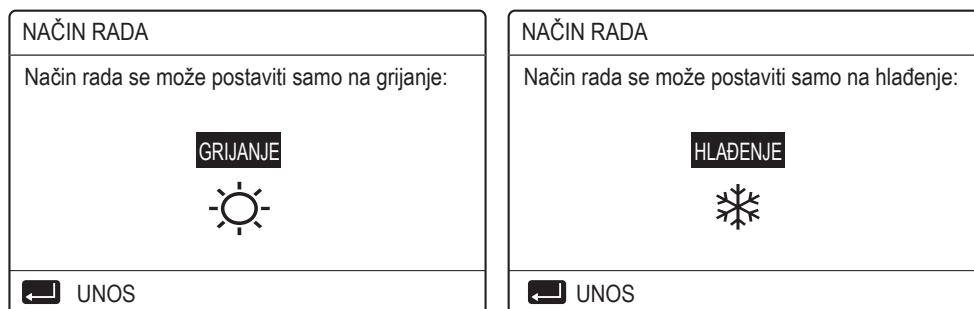 NAČIN RADA
Način rada se može postaviti samo na grijanje:
GRIJANJE
UNOS
NAČIN RADA
Način rada se može postaviti samo na hlađenje:
HLAĐENJE
UNOS